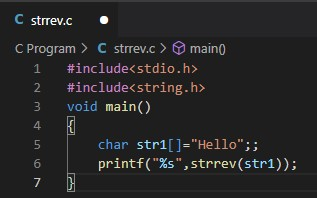 C strrev.c ●
C Program > C strrev.c > main()
1 #include<stdio.h>
2 #include<string.h>
3 void main()
4 {
5 char str1[]="Hello";;
6 printf("%s",strrev(str1));
7 }